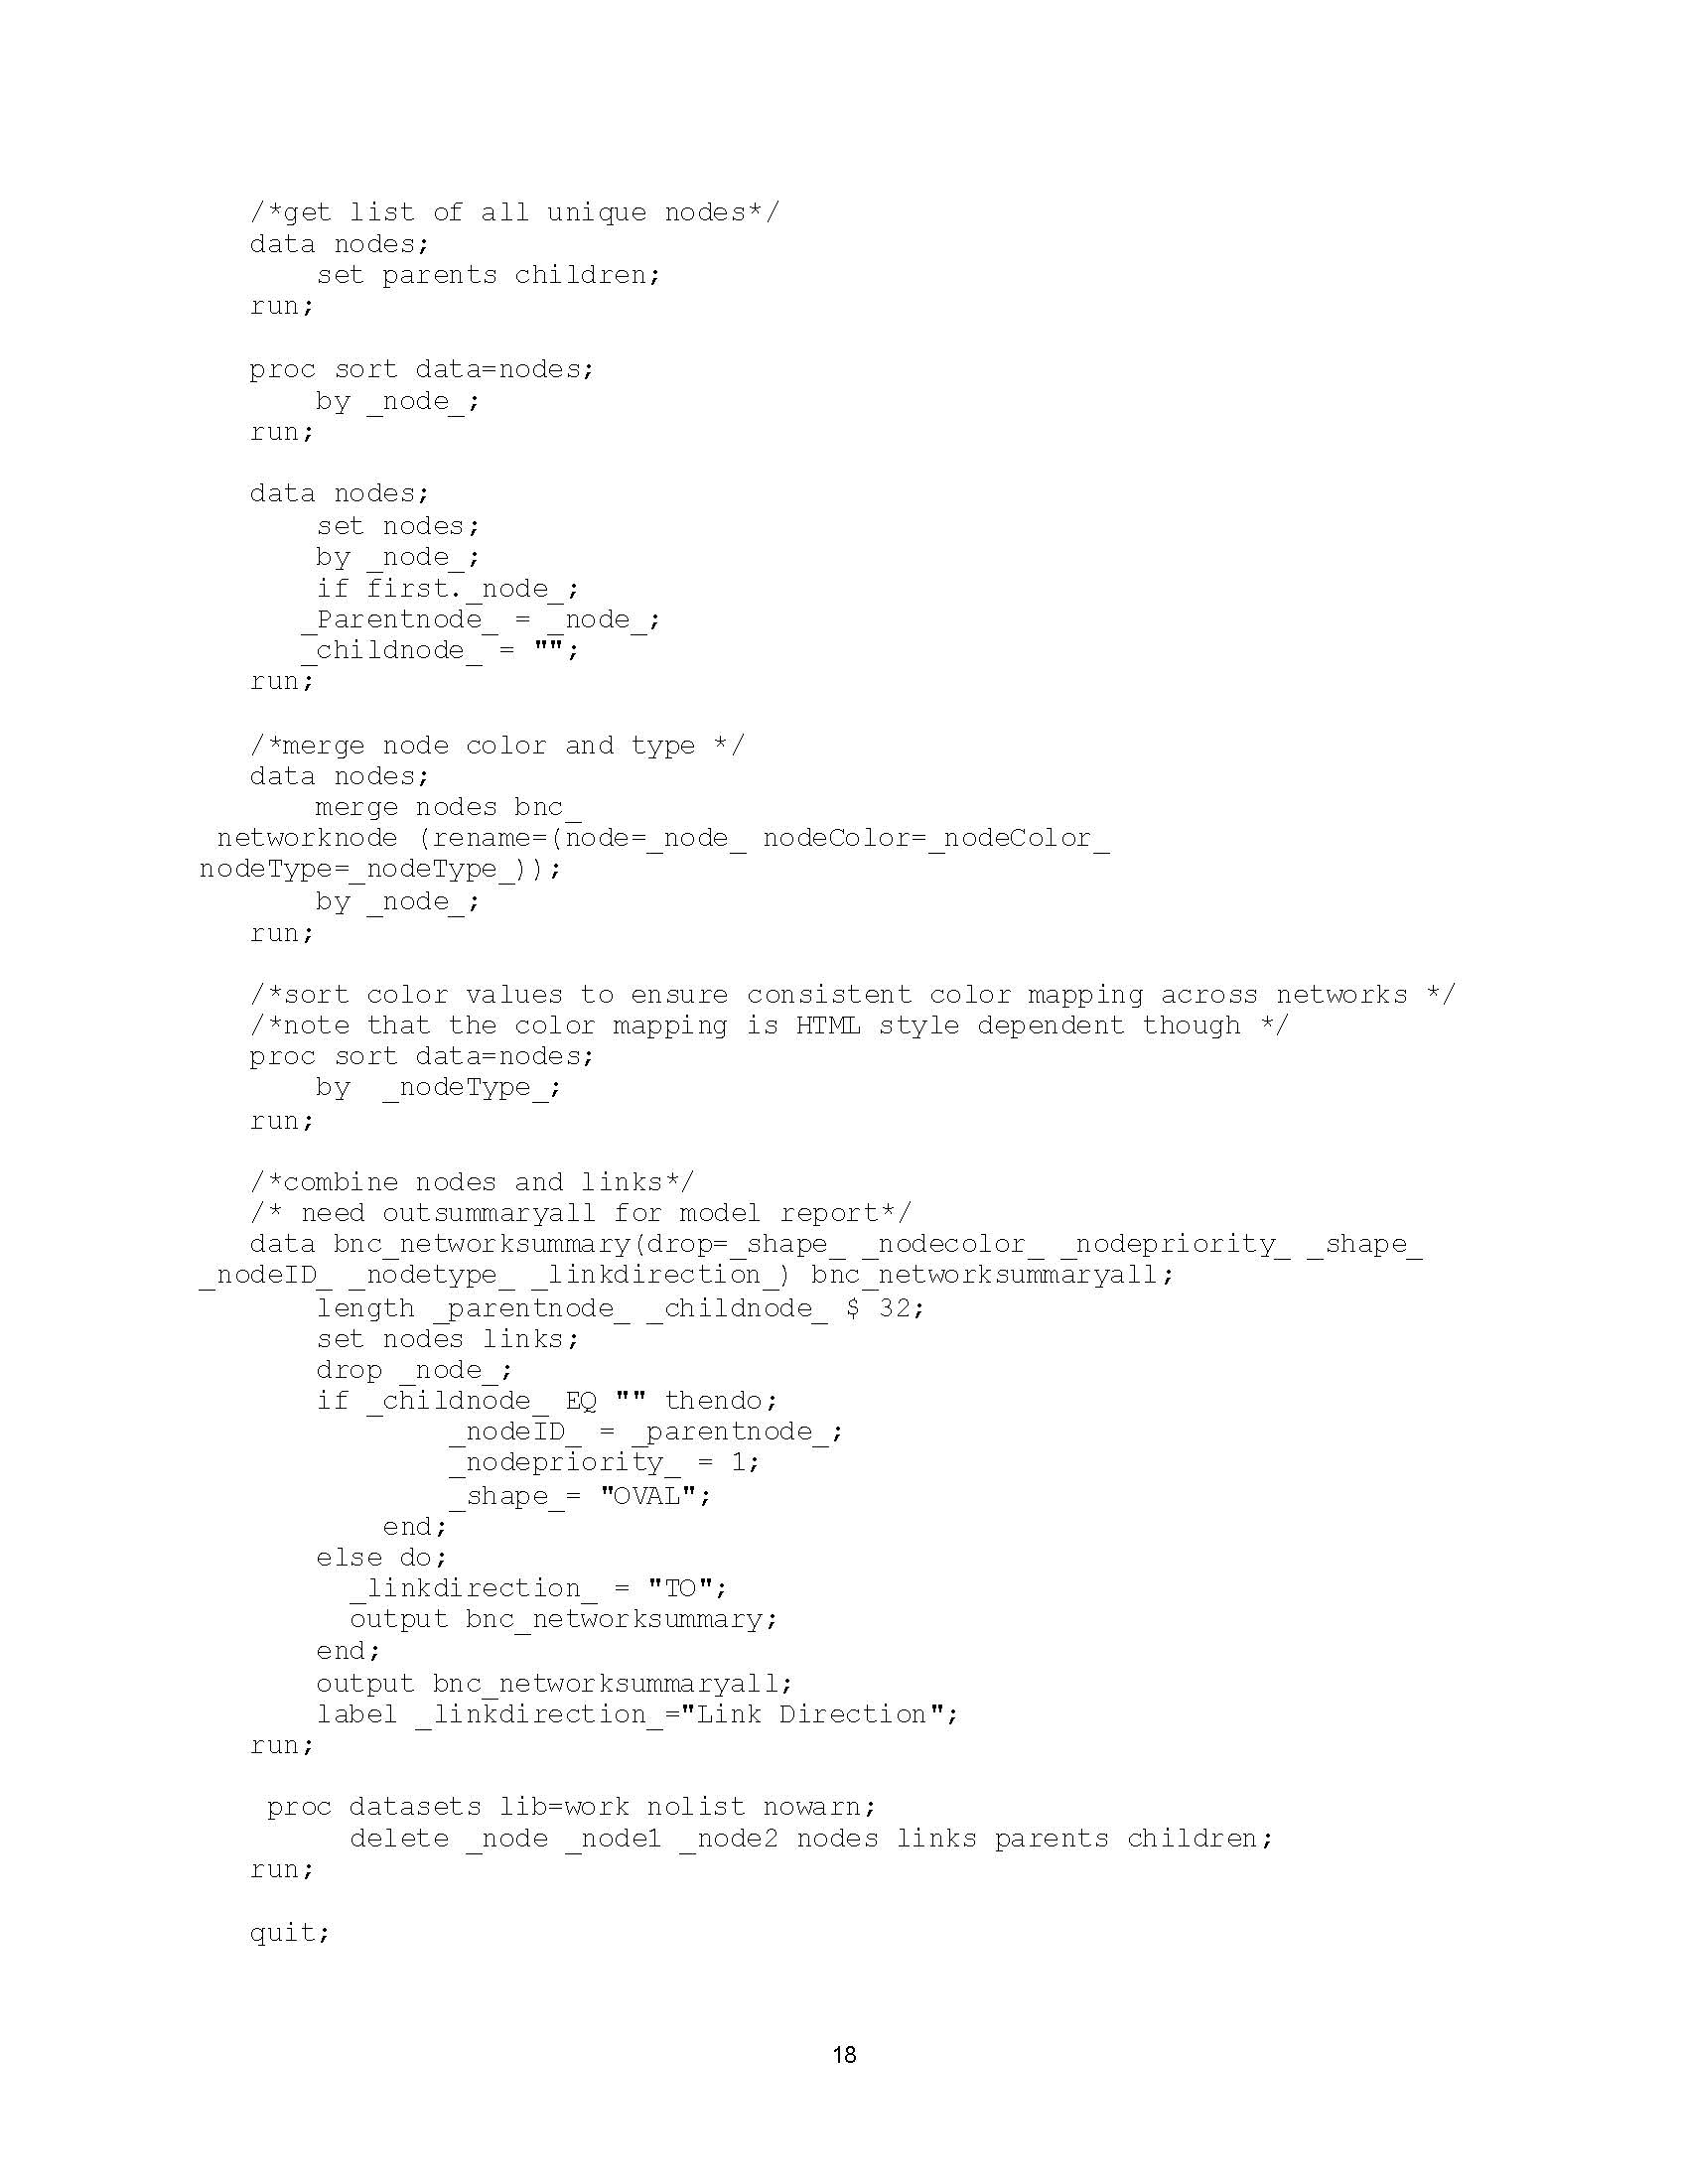 /*get list of all unique nodes*/
data nodes;
set parents children;
run;
proc sort data=nodes;
by _node_;
run;
data nodes;
set nodes;
by _node_;
if first._node_;
_Parentnode_ = _node_;
_childnode_ = "";
run;
/*merge node color and type */
data nodes;
merge nodes bnc_
networknode (rename=(node=_node_ nodeColor=_nodeColor_
nodeType=_nodeType_));
by _node_;
run;
/*sort color values to ensure consistent color mapping across networks */
/*note that the color mapping is HTML style dependent though */
proc sort data=nodes;
by  _nodeType_;
run;
/*combine nodes and links*/
/* need outsummaryall for model report*/
data bnc_networksummary(drop=_shape_ _nodecolor_ _nodepriority_ _shape_
_nodeID_ _nodetype_ _linkdirection_) bnc_networksummaryall;
length _parentnode_ _childnode_ $ 32;
set nodes links;
drop _node_;
if _childnode_ EQ "" thendo;
_nodeID_ = _parentnode_;
_nodepriority_ = 1;
_shape_= "OVAL";
end;
else do;
_linkdirection_ = "TO";
output bnc_networksummary;
end;
output bnc_networksummaryall;
label _linkdirection_="Link Direction";
run;
proc datasets lib=work nolist nowarn;
delete _node _node1 _node2 nodes links parents children;
run;
quit;
18